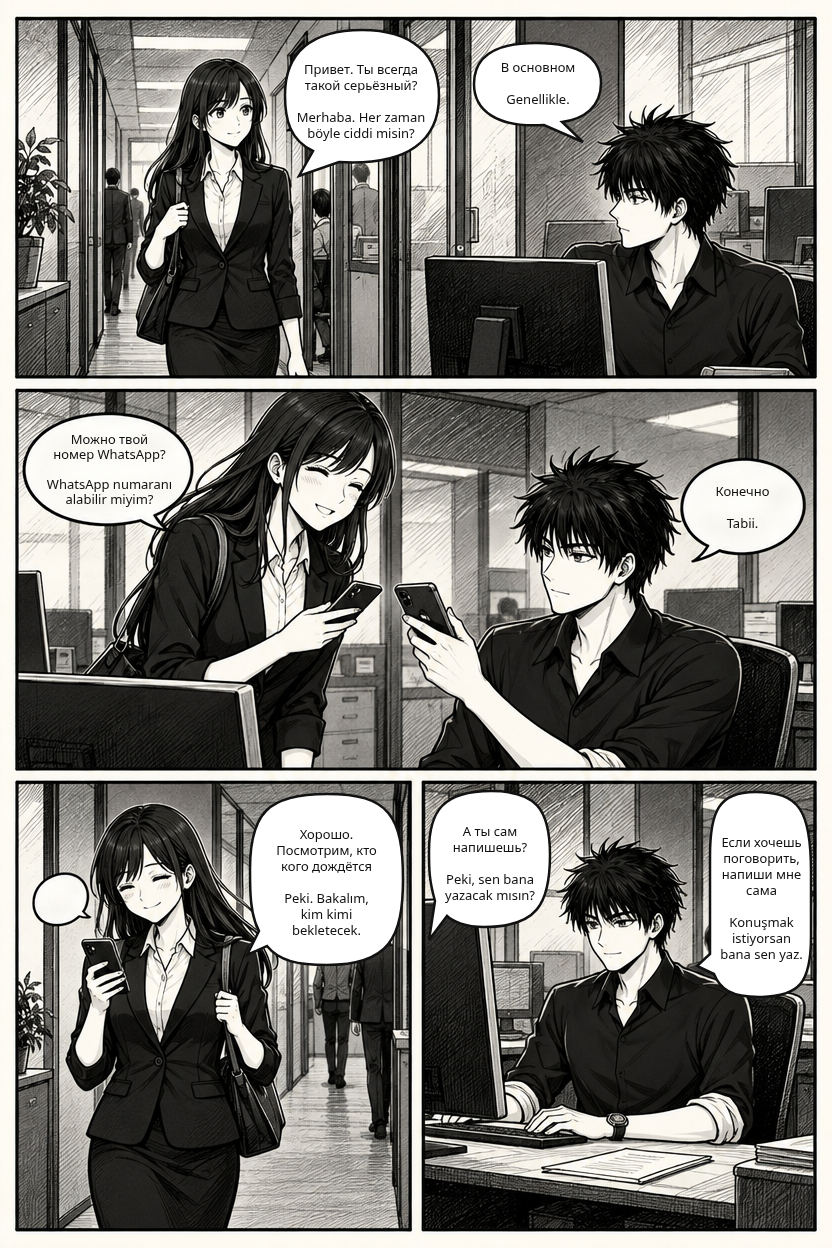 Привет. Ты всегда
такой серьёзный?
Merhaba. Her zaman
böyle ciddi misin?
В основном
Genellikle.
Можно твой
номер WhatsApp?
WhatsApp numaranı
alabilir miyim?
Конечно
Tabii.
Хорошо.
Посмотрим, кто
кого дождётся
Peki. Bakalım,
kim kimi
bekletecek.
А ты сам
напишешь?
Peki, sen bana
yazacak mısın?
Если хочешь
поговорить,
напиши мне
сама
Konuşmak
istiyorsan
bana sen yaz.